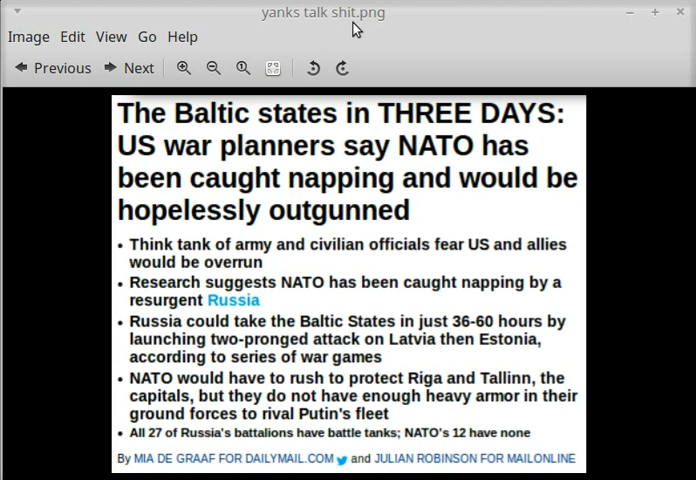 yanks talk shit.png
Image Edit View Go Help
Previous Next
The Baltic states in THREE DAYS:
US war planners say NATO has
been caught napping and would be
hopelessly outgunned
• Think tank of army and civilian officials fear US and allies
would be overrun
• Research suggests NATO has been caught napping by a
resurgent Russia
• Russia could take the Baltic States in just 36-60 hours by
launching two-pronged attack on Latvia then Estonia,
according to series of war games
• NATO would have to rush to protect Riga and Tallinn, the
capitals, but they do not have enough heavy armor in their
ground forces to rival Putin's fleet
• All 27 of Russia's battalions have battle tanks; NATO's 12 have none
By MIA DE GRAAF FOR DAILYMAIL.COM and JULIAN ROBINSON FOR MAILONLINE